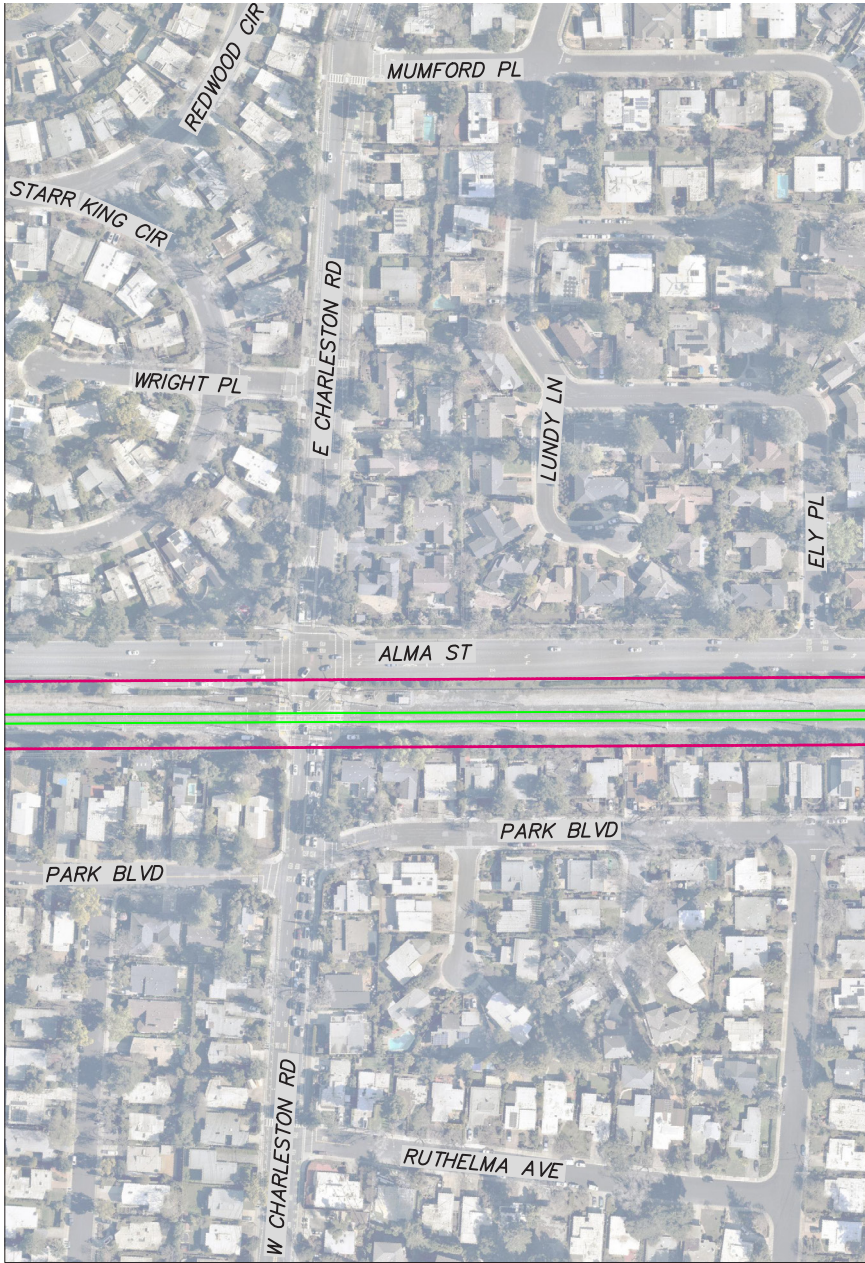 REDWOOD CIR
MUMFORD PL
STARR KING CIR
E CHARLESTON RD
WRIGHT PL
LUNDY LN
ELY PL
ALMA ST
PARK BLVD
PARK BLVD
W CHARLESTON RD
RUTHELMA AVE